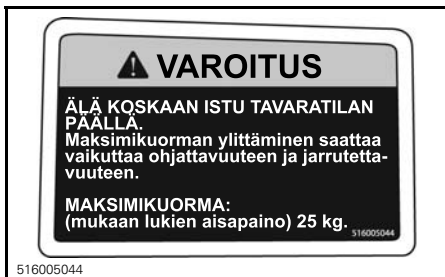 VAROITUS
ÄLÄ KOSKAAN ISTU TAVARATILAN
PÄÄLLÄ.
Maksimikuorman ylittäminen saattaa
vaikuttaa ohjattavuuteen ja jarrutetta-
vuuteen.
MAKSIMIKUORMA:
(mukaan lukien aisapaino) 25 kg.
516005044
516005044